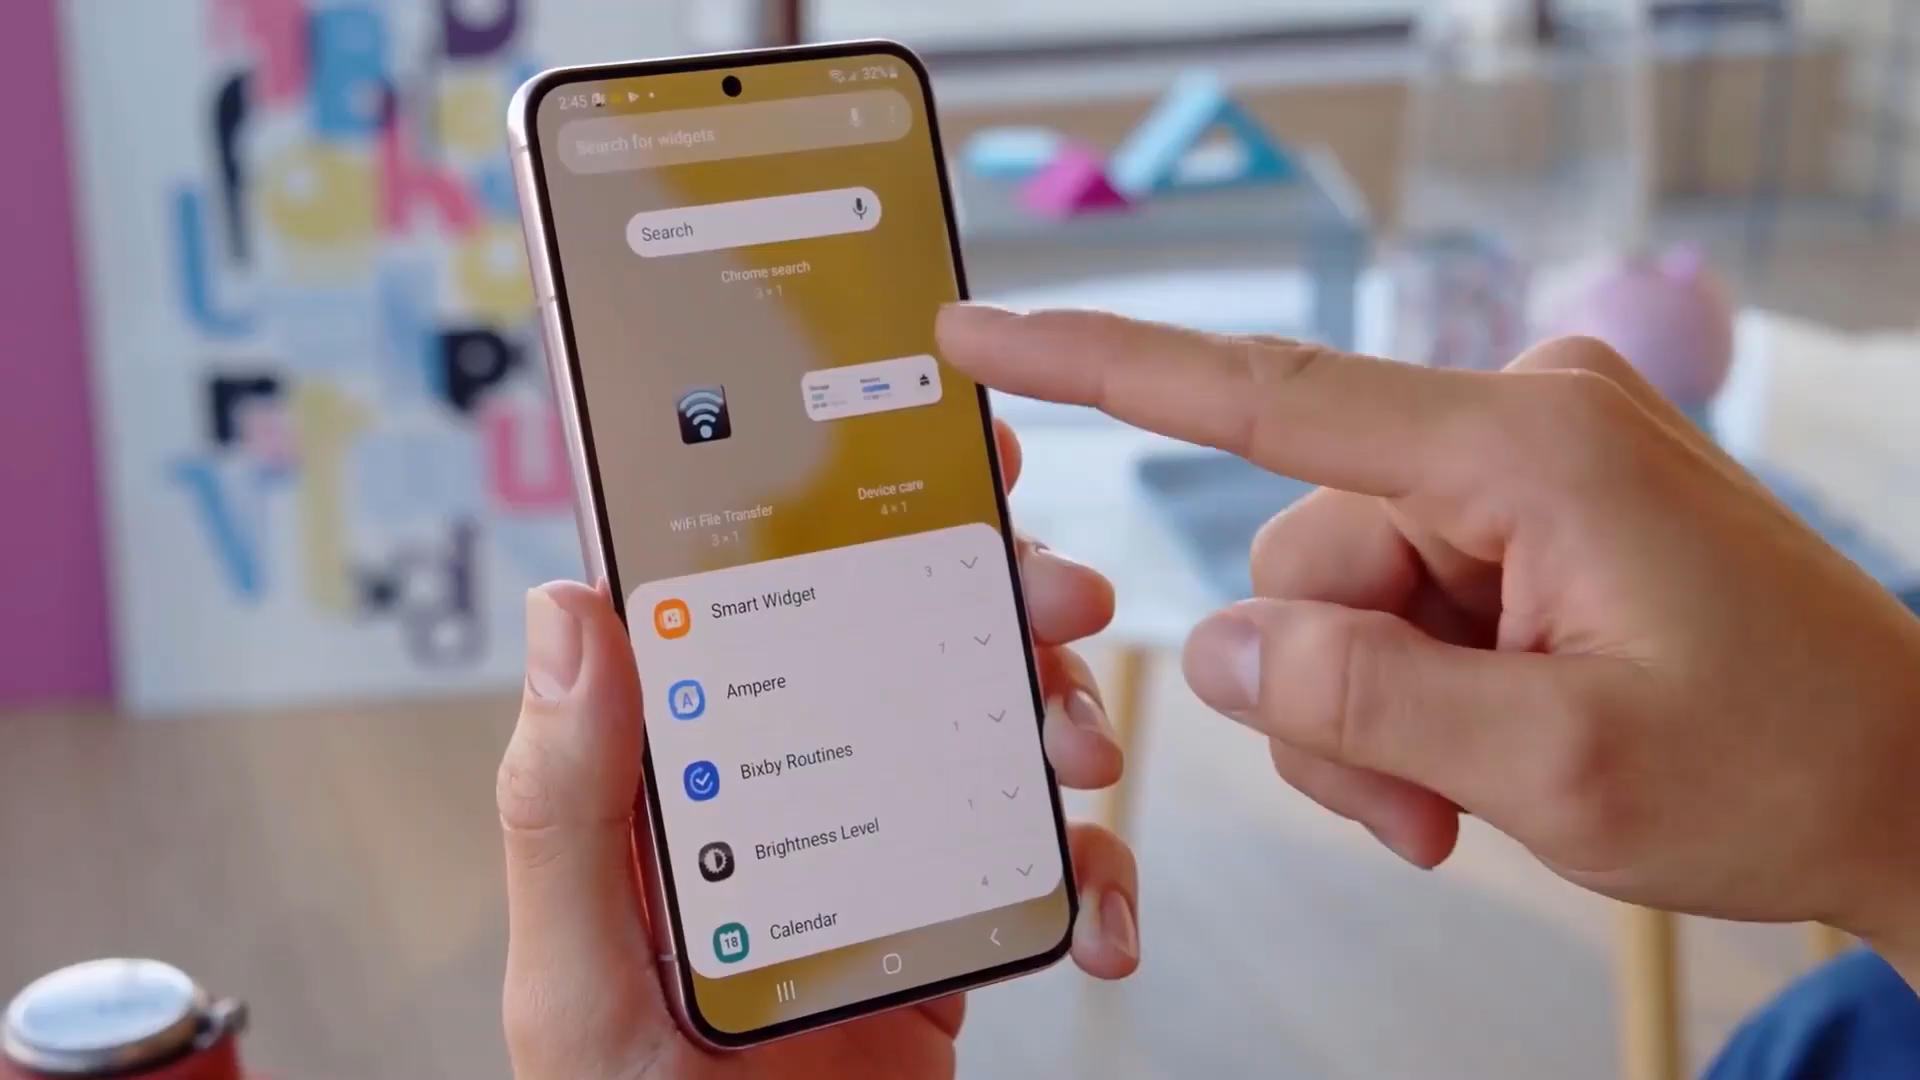 2:45
32%
Search for widgets
Search
Chrome search
3 × 1
WiFi File Transfer
3 × 1
Device care
4 × 1
Smart Widget 3
Ampere 7
Bixby Routines 1
Brightness Level 1
Calendar 4
18